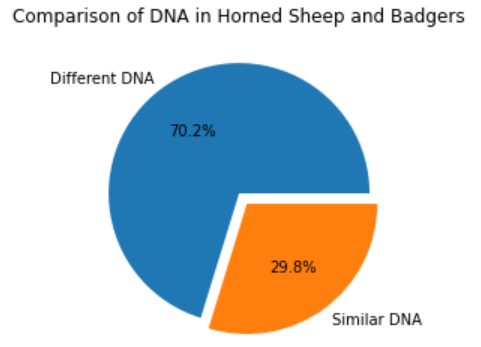 Comparison of DNA in Horned Sheep and Badgers
Different DNA
70.2%
29.8%
Similar DNA